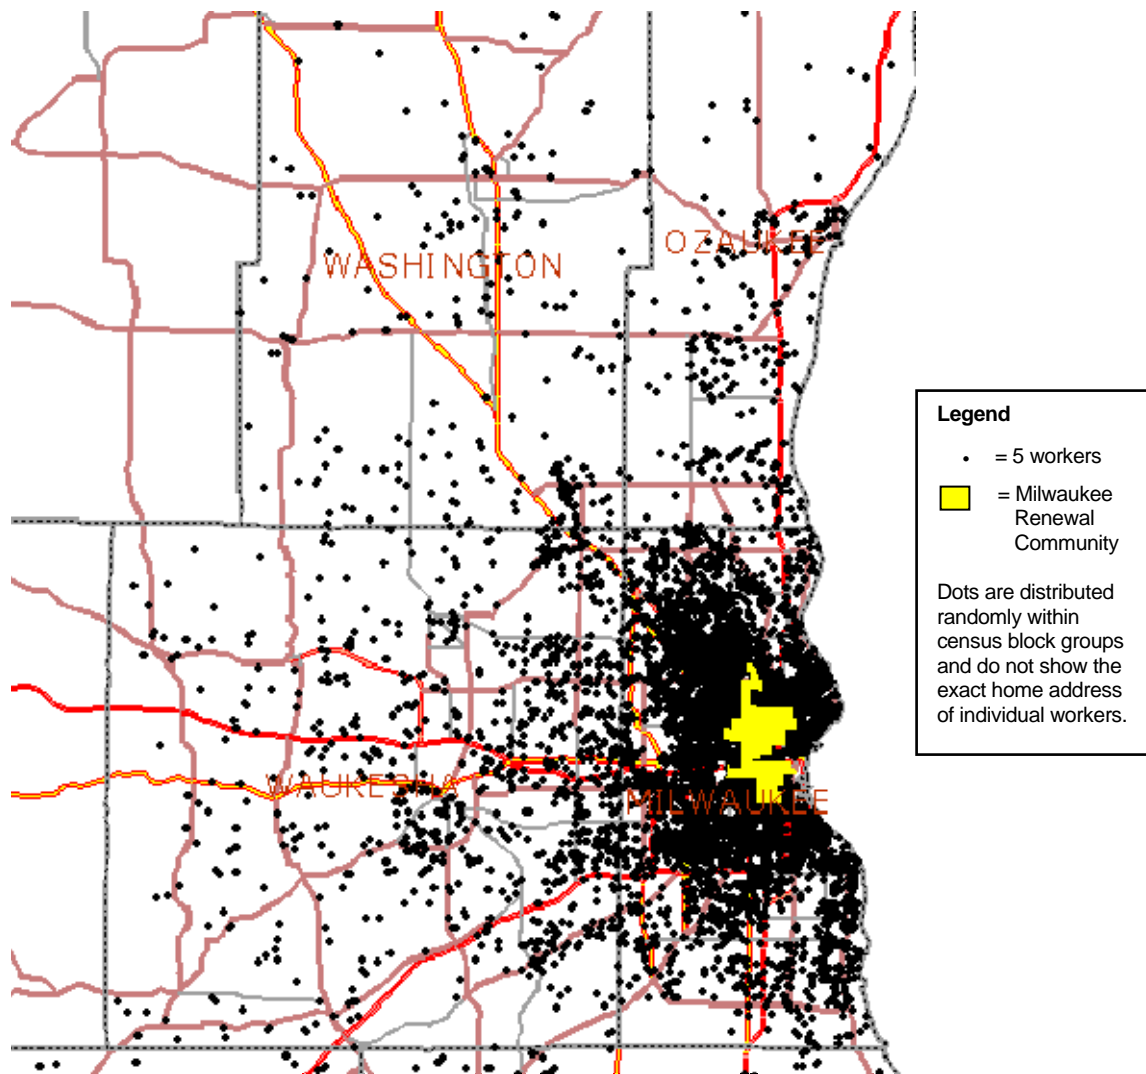 OZAUKEE
WASHINGTON
Legend
= 5 workers
= Milwaukee
Renewal
Community
Dots are distributed
randomly within
census block groups
and do not show the
exact home address
of individual workers.
WAUKESHA
MILWAUKEE